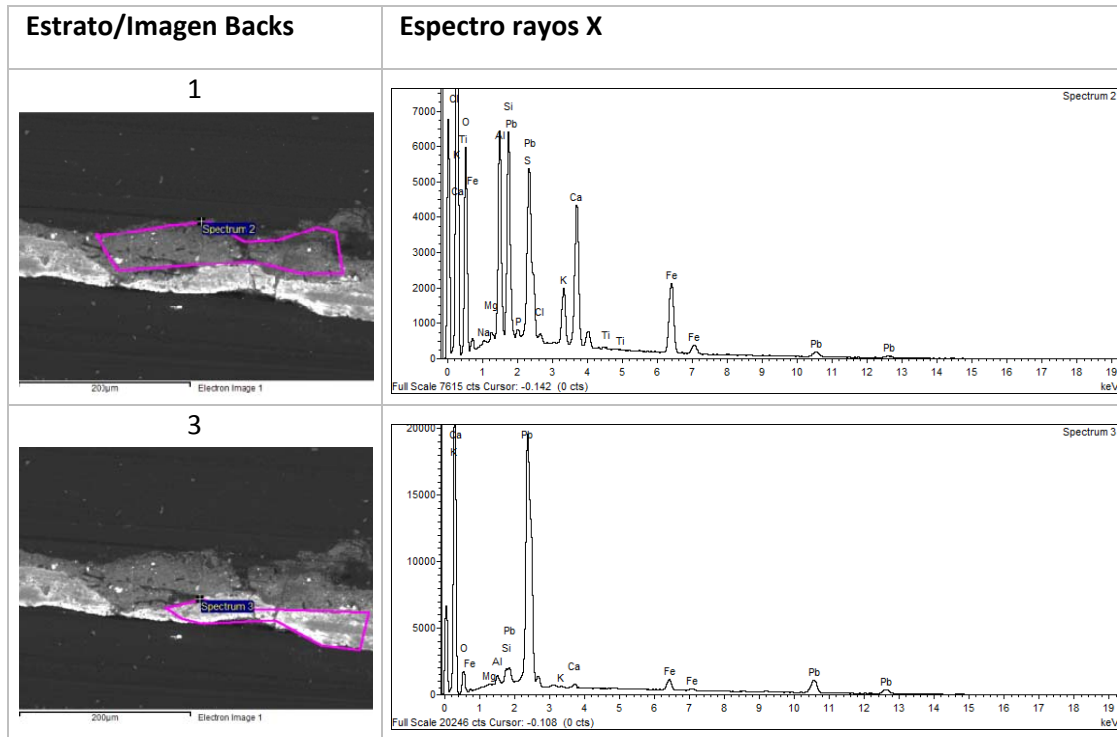 Estrato/Imagen Backs
Espectro rayos X
1
Spectrum 2
200µm
Electron Image 1
Spectrum 2
7000
6000
5000
4000
3000
2000
1000
0
Cl
Si
O
Pb
Ti
Al
Pb
K
S
Fe
Ca
Ca
K
Fe
Mg
Na
P
Cl
Ti
Ti
Fe
Pb
Pb
0 1 2 3 4 5 6 7 8 9 10 11 12 13 14 15 16 17 18 19
Full Scale 7615 cts Cursor: -0.142 (0 cts)
keV
3
Spectrum 3
200µm
Electron Image 1
Spectrum 3
20000
15000
10000
5000
0
Ca
Pb
K
Pb
O
Si
Fe
Al
Mg
K
Ca
Fe
Fe
Pb
Pb
0 1 2 3 4 5 6 7 8 9 10 11 12 13 14 15 16 17 18 19
Full Scale 20246 cts Cursor: -0.108 (0 cts)
keV